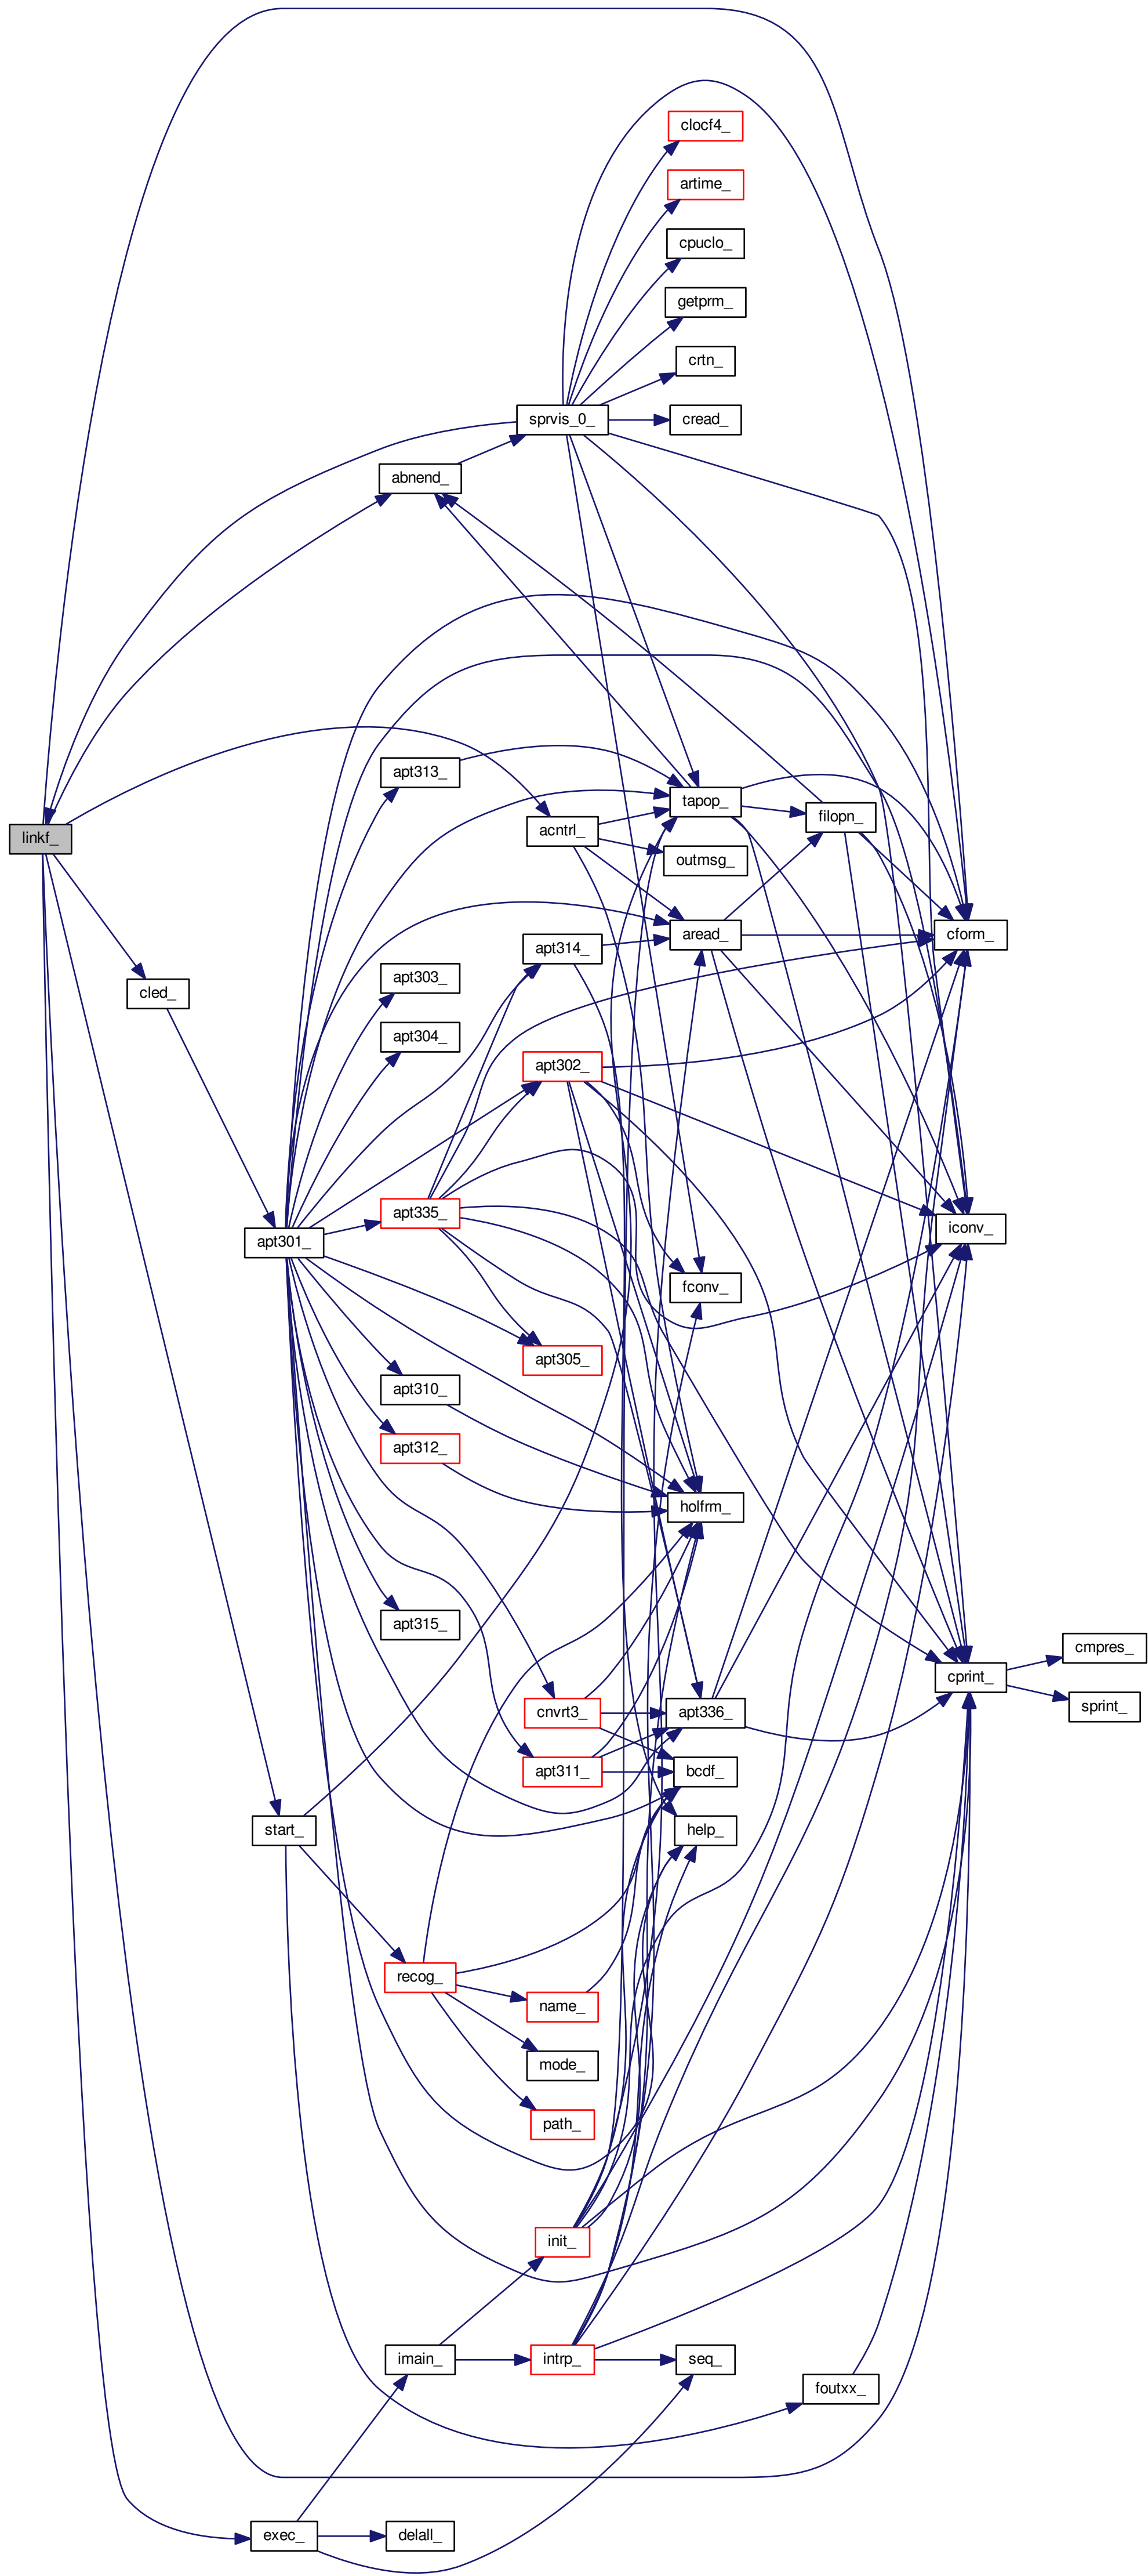 clocf4_
artime_
cpuclo_
getprm_
crtn_
sprvis_0_
cread_
abnend_
apt313_
tapop_
filopn_
linkf_
acntrl_
outmsg_
apt314_
aread_
cform_
apt303_
cled_
apt304_
apt302_
apt335_
iconv_
apt301_
fconv_
apt305_
apt310_
apt312_
holfrm_
apt315_
cmpres_
cprint_
sprint_
cnvrt3_
apt336_
apt311_
bcdf_
start_
help_
recog_
name_
mode_
path_
init_
imain_
intrp_
seq_
foutxx_
exec_
delall_